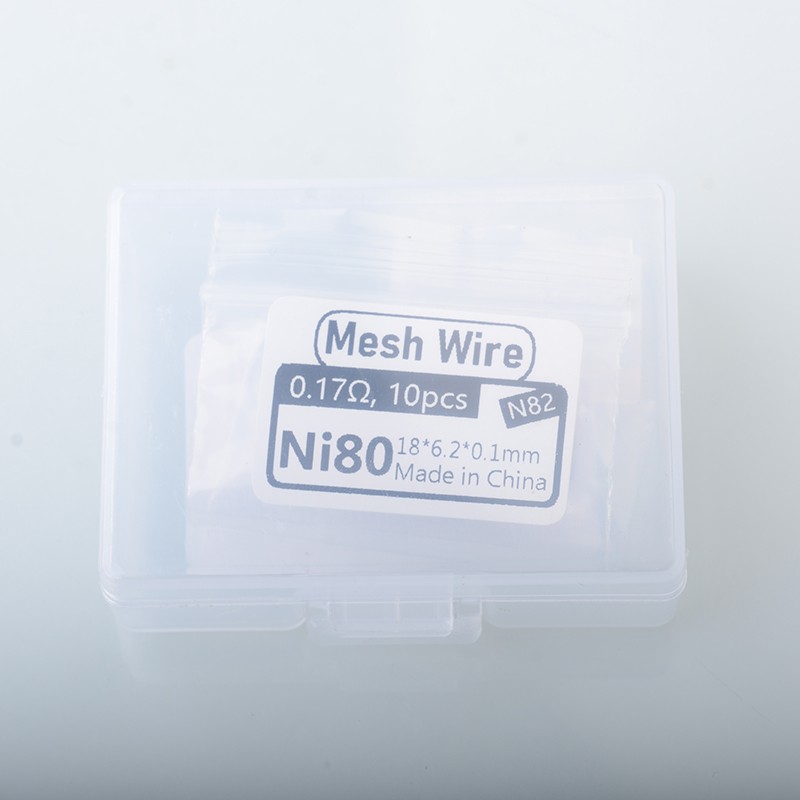 Mesh Wire
0.17Ω, 10pcs
N82
Ni80
18*6.2*0.1mm
Made in China